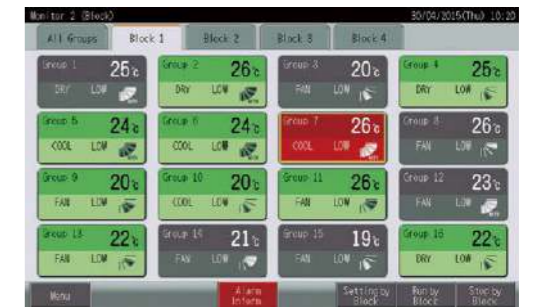 Monitor 2 (Block) 30/04/2015(Thu) 10:20
All Groups Block 1 Block 2 Block 3 Block 4
Group 1 25℃ Group 2 26℃ Group 3 20℃ Group 4 25℃
DRY LOW DRY LOW FAN LOW DRY LOW
Group 5 24℃ Group 6 24℃ Group 7 26℃ Group 8 26℃
COOL LOW COOL LOW COOL LOW FAN LOW
Group 9 20℃ Group 10 20℃ Group 11 26℃ Group 12 23℃
FAN LOW COOL LOW FAN LOW FAN LOW
Group 13 22℃ Group 14 21℃ Group 15 19℃ Group 16 22℃
FAN LOW FAN LOW FAN LOW DRY LOW
Menu Alarm Inform Setting by Block Run by Block Stop by Block